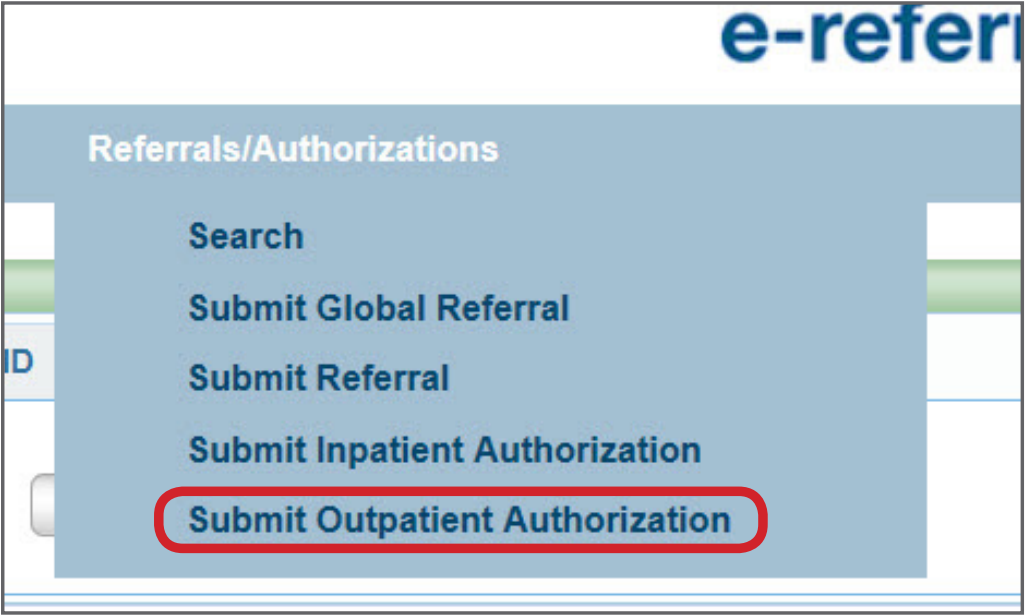 e-referr
Referrals/Authorizations
Search
Submit Global Referral
ID
Submit Referral
Submit Inpatient Authorization
Submit Outpatient Authorization